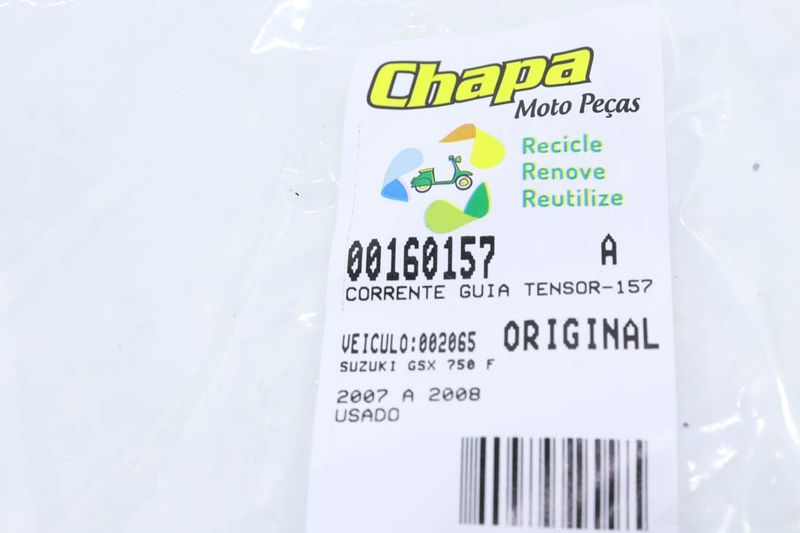 Chapa
Moto Peças
Recicle
Renove
Reutilize
00160157 A
CORRENTE GUIA TENSOR-157
VEICULO:002065 ORIGINAL
SUZUKI GSX 750 F
2007 A 2008
USADO